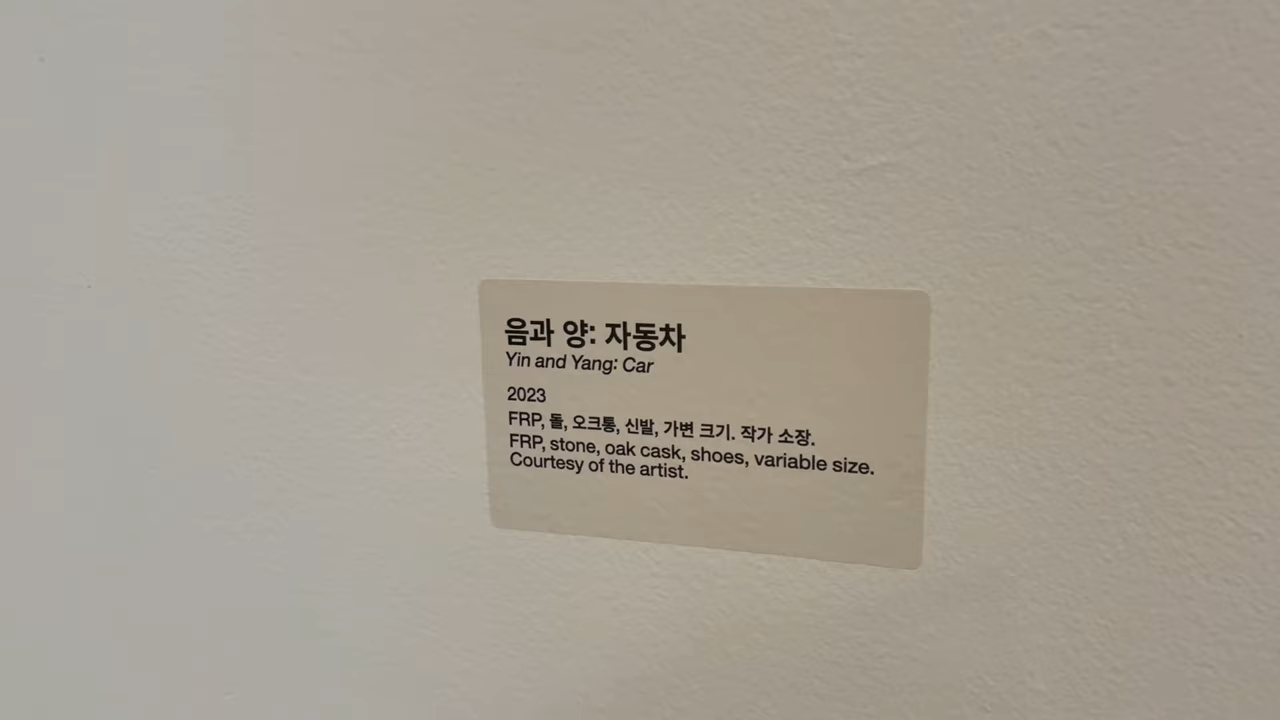 음과 양: 자동차
Yin and Yang: Car
2023
FRP, 돌, 오크통, 신발, 가변 크기. 작가 소장.
FRP, stone, oak cask, shoes, variable size.
Courtesy of the artist.